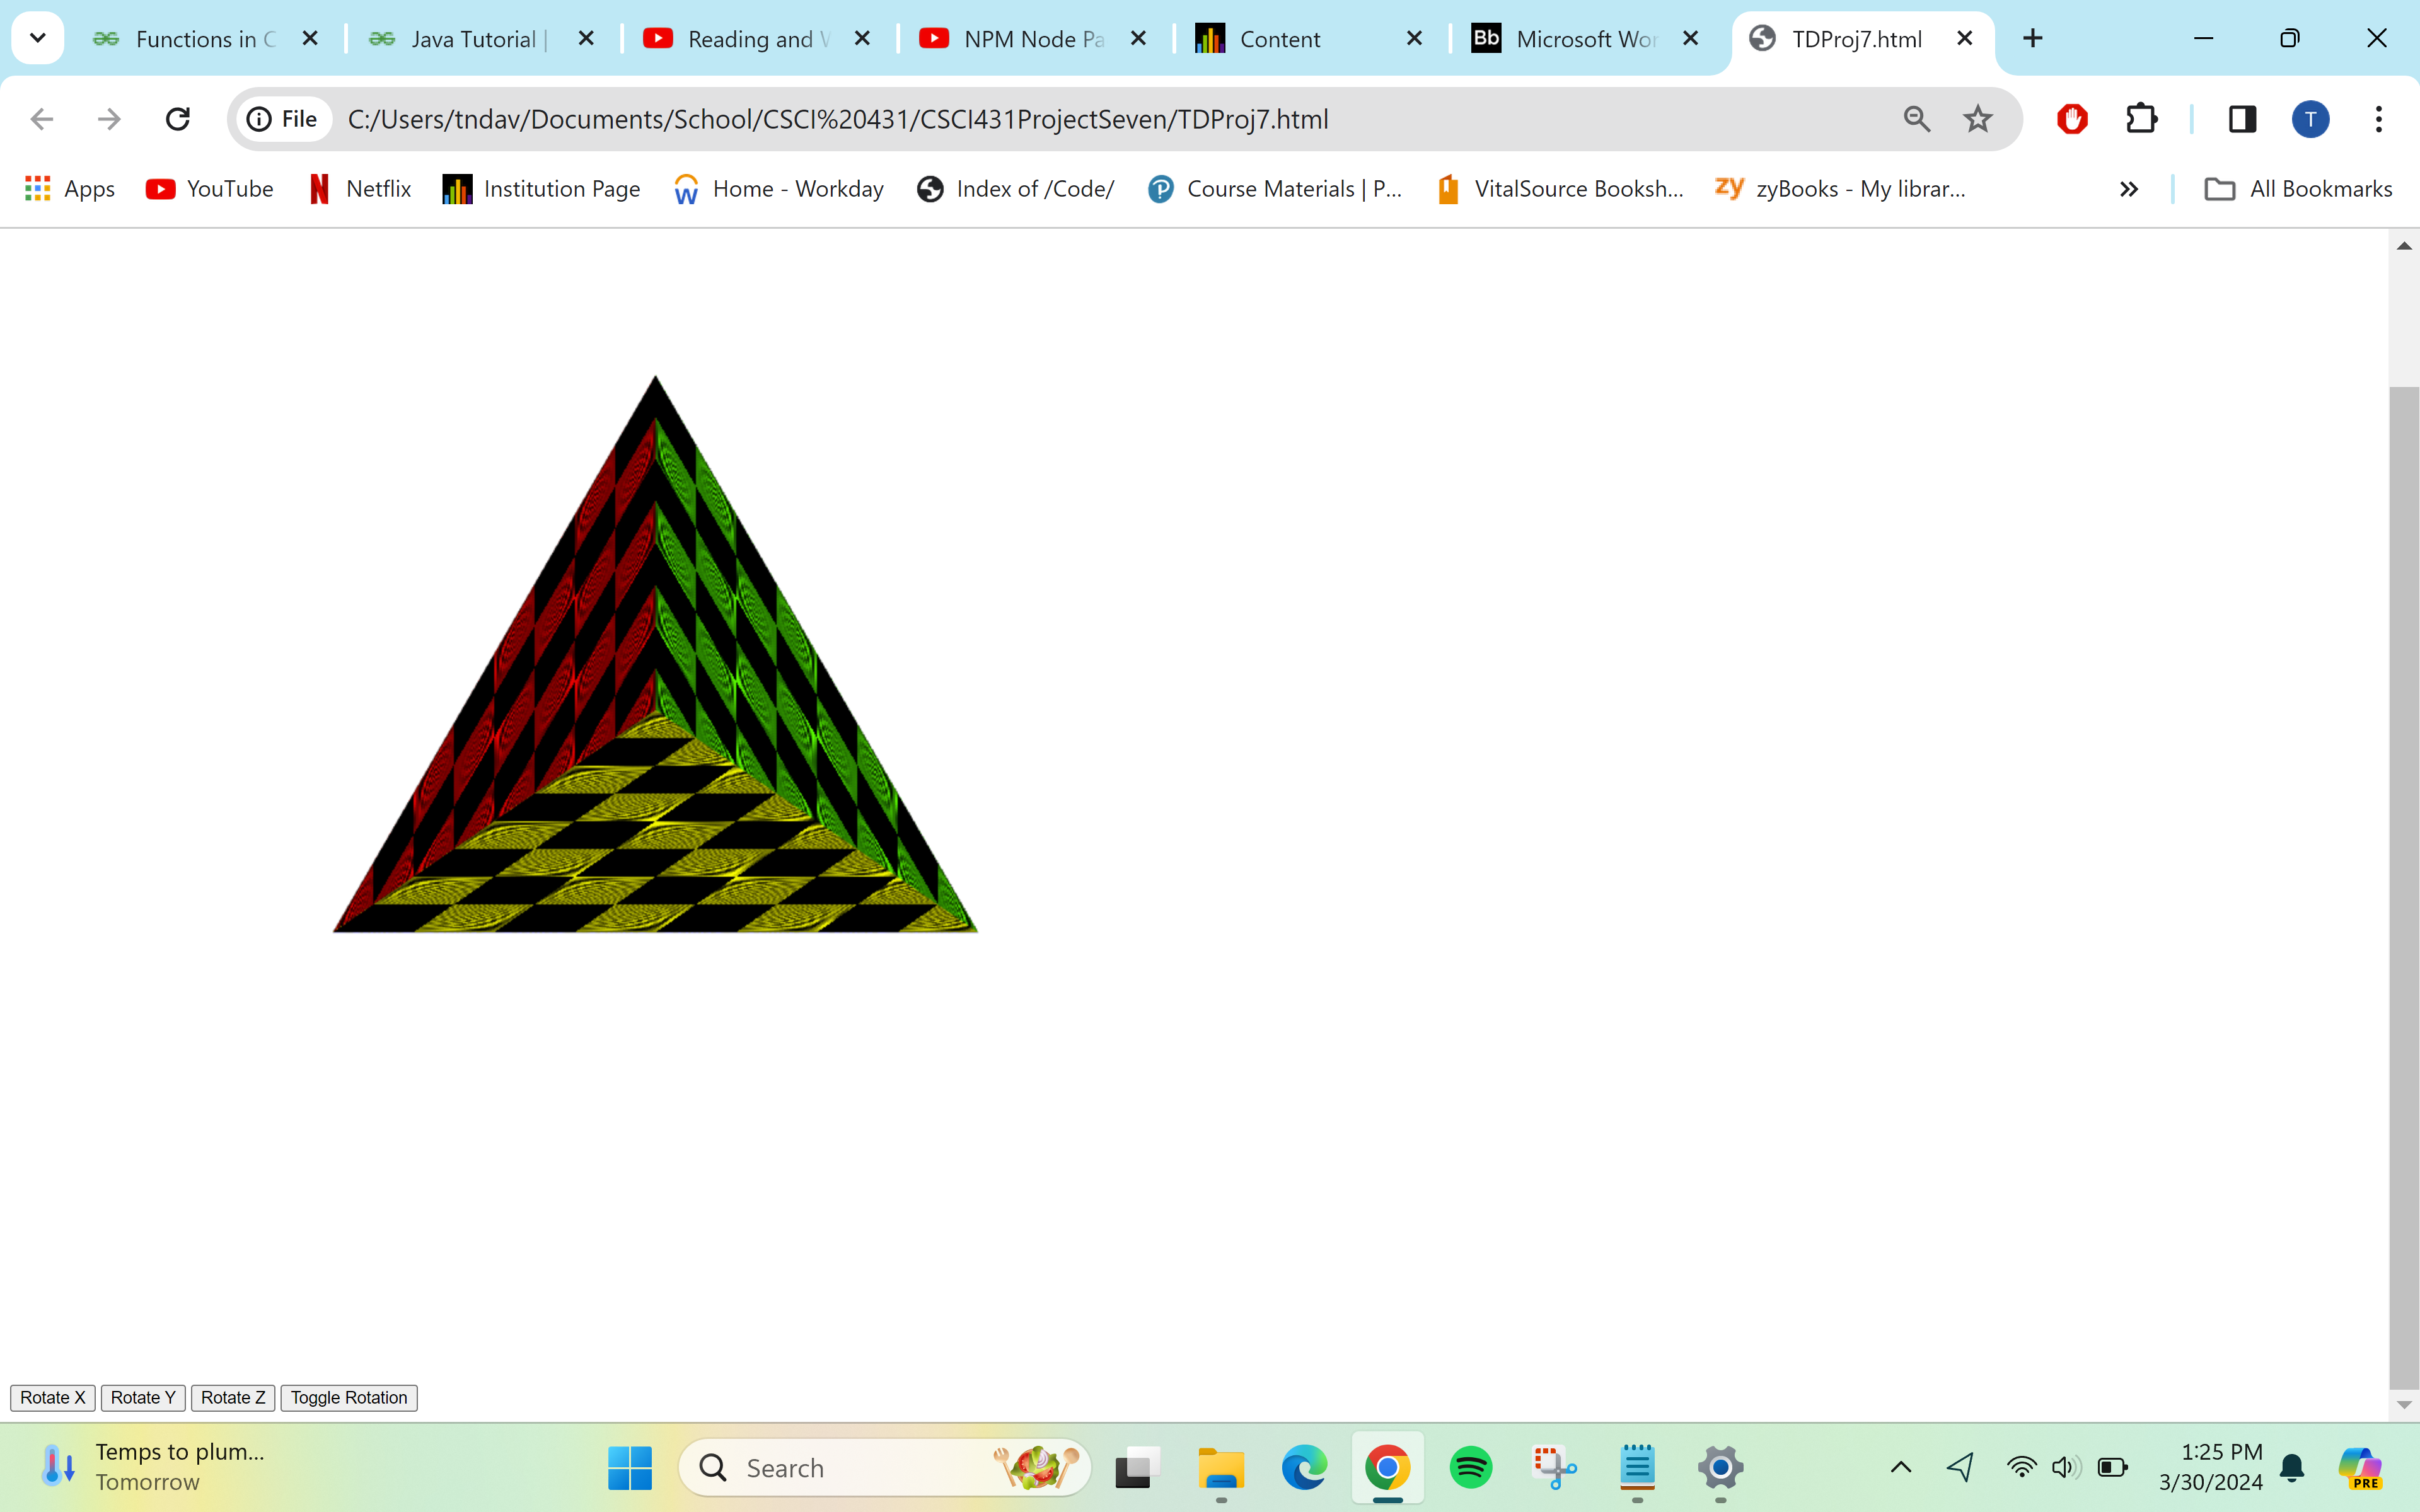 Functions in C
Java Tutorial |
Reading and W
NPM Node Pa
Content
Bb Microsoft Wor
TDProj7.html
File C:/Users/tndav/Documents/School/CSCI%20431/CSCI431ProjectSeven/TDProj7.html
T
Apps
YouTube
Netflix
Institution Page
Home - Workday
Index of /Code/
Course Materials | P...
VitalSource Booksh...
zy zyBooks - My librar...
All Bookmarks
Rotate X
Rotate Y
Rotate Z
Toggle Rotation
Temps to plum...
Tomorrow
Search
1:25 PM
3/30/2024
PRE